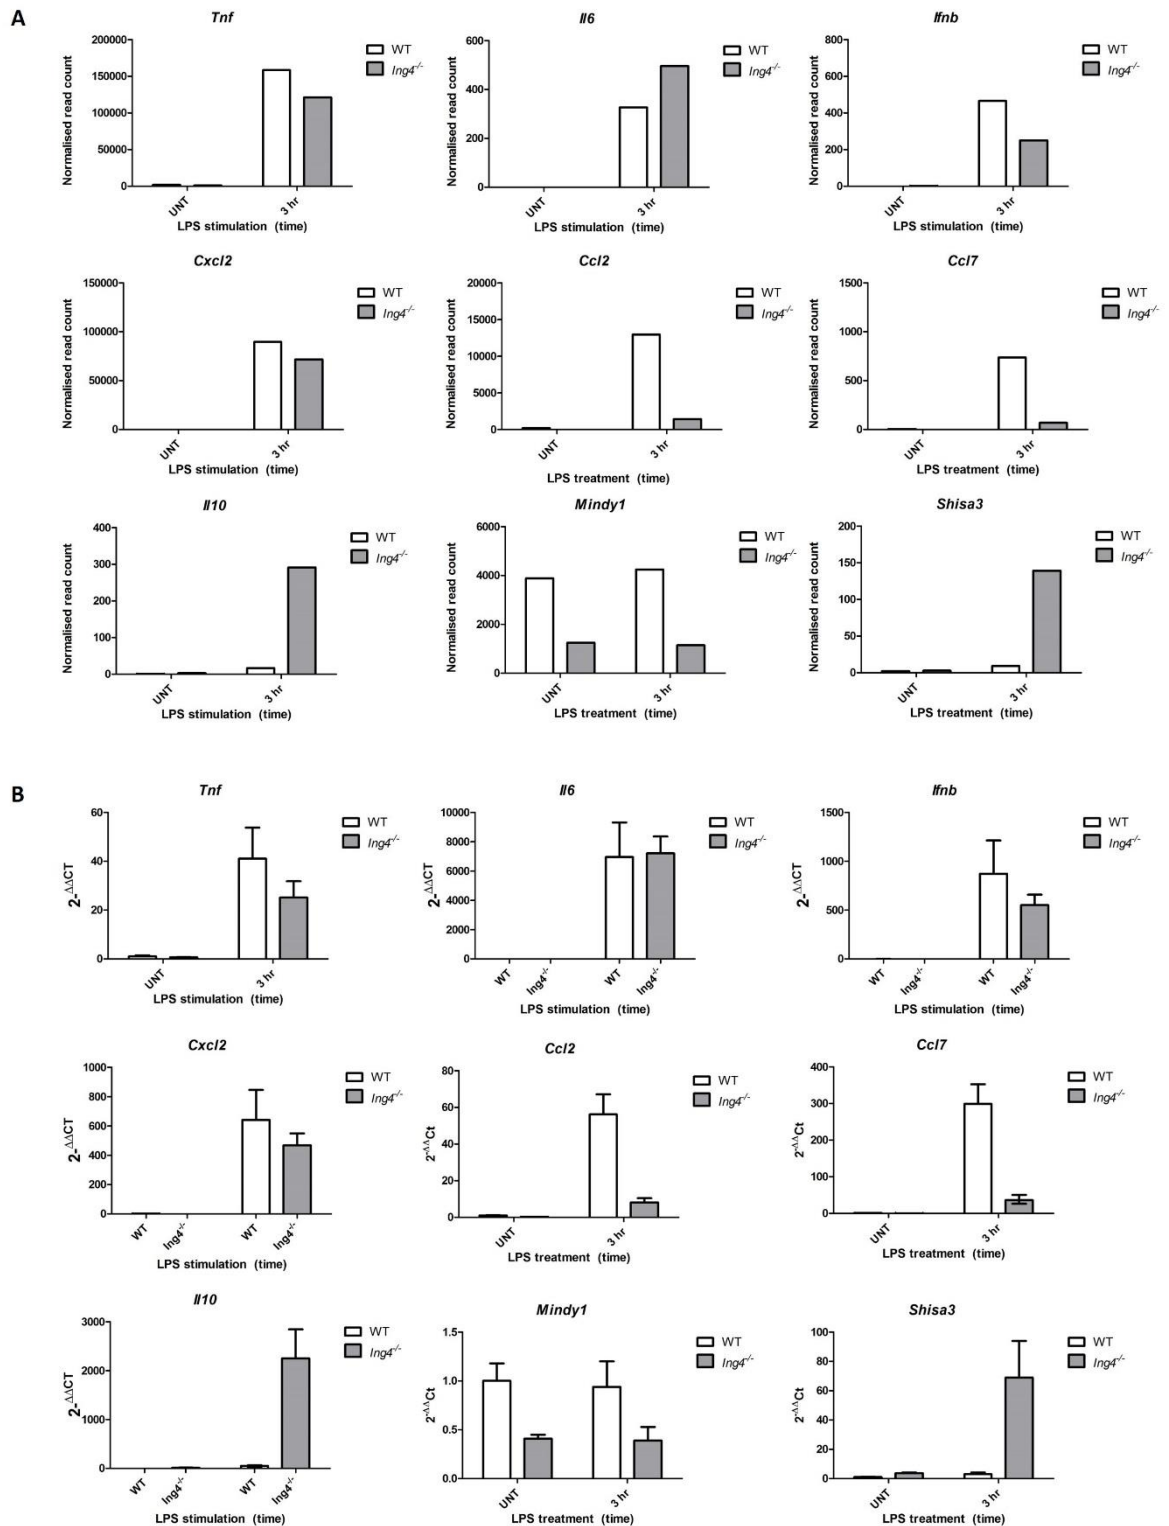 A
Tnf
Normalised read count
200000
150000
100000
50000
0
UNT
3 hr
LPS stimulation (time)
WT
Ing4-/-
Il6
Normalised read count
600
400
200
0
UNT
3 hr
LPS stimulation (time)
WT
Ing4-/-
Ifnb
Normalised read count
800
600
400
200
0
UNT
3 hr
LPS stimulation (time)
WT
Ing4-/-
Cxcl2
Normalised read count
150000
100000
50000
0
UNT
3 hr
LPS stimulation (time)
WT
Ing4-/-
Ccl2
Normalised read count
20000
15000
10000
5000
0
UNT
3 hr
LPS treatment (time)
WT
Ing4-/-
Ccl7
Normalised read count
1500
1000
500
0
UNT
3 hr
LPS treatment (time)
WT
Ing4-/-
Il10
Normalised read count
400
300
200
100
0
UNT
3 hr
LPS stimulation (time)
WT
Ing4-/-
Mindy1
Normalised read count
6000
4000
2000
0
UNT
3 hr
LPS treatment (time)
WT
Ing4-/-
Shisa3
Normalised read count
200
150
100
50
0
UNT
3 hr
LPS treatment (time)
WT
Ing4-/-
B
Tnf
2-ΔΔCT
60
40
20
0
UNT
3 hr
LPS stimulation (time)
WT
Ing4-/-
Il6
2-ΔΔCT
10000
8000
6000
4000
2000
0
WT
Ing4-/-
WT
Ing4-/-
LPS stimulation (time)
WT
Ing4-/-
Ifnb
2-ΔΔCT
1500
1000
500
0
WT
Ing4-/-
WT
Ing4-/-
LPS stimulation (time)
WT
Ing4-/-
Cxcl2
2-ΔΔCT
1000
800
600
400
200
0
WT
Ing4-/-
WT
Ing4-/-
LPS stimulation (time)
WT
Ing4-/-
Ccl2
2-ΔΔCt
80
60
40
20
0
UNT
3 hr
LPS treatment (time)
WT
Ing4-/-
Ccl7
2-ΔΔCt
400
300
200
100
0
UNT
3 hr
LPS treatment (time)
WT
Ing4-/-
Il10
2-ΔΔCT
3000
2000
1000
0
WT
Ing4-/-
WT
Ing4-/-
LPS stimulation (time)
WT
Ing4-/-
Mindy1
2-ΔΔCt
1.5
1.0
0.5
0.0
UNT
3 hr
LPS treatment (time)
WT
Ing4-/-
Shisa3
2-ΔΔCt
100
80
60
40
20
0
UNT
3 hr
LPS treatment (time)
WT
Ing4-/-